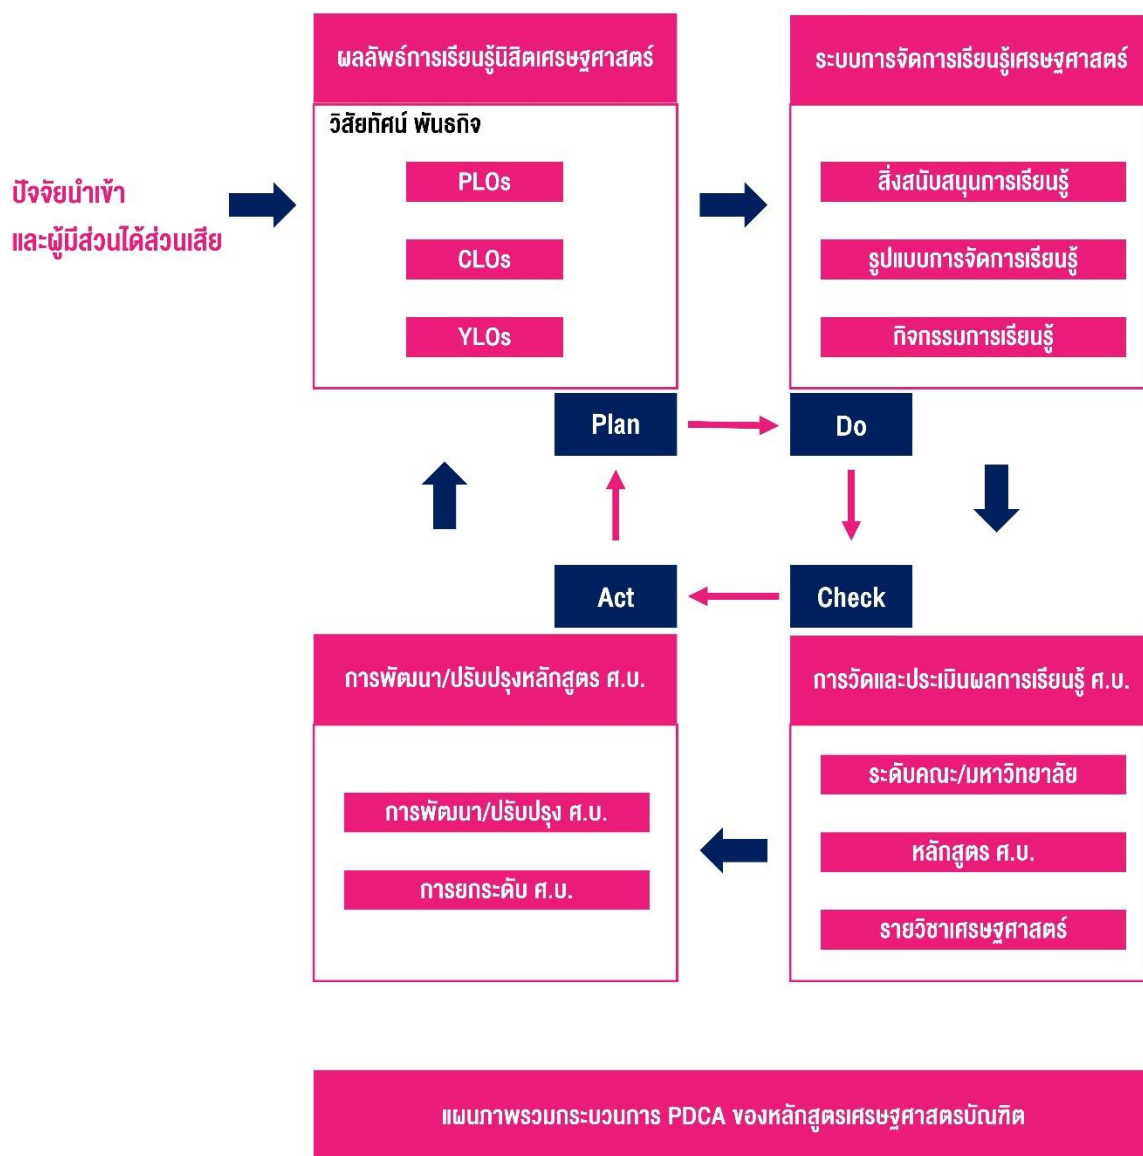 ผลลัพธ์การเรียนรู้นิสิตเศรษฐศาสตร์
ระบบการจัดการเรียนรู้เศรษฐศาสตร์
วิสัยทัศน์ พันธกิจ
ปัจจัยนำเข้า
และผู้มีส่วนได้ส่วนเสีย
PLOs
CLOs
YLOs
สิ่งสนับสนุนการเรียนรู้
รูปแบบการจัดการเรียนรู้
กิจกรรมการเรียนรู้
Plan
Do
Act
Check
การพัฒนา/ปรับปรุงหลักสูตร ศ.บ.
การวัดและประเมินผลการเรียนรู้ ศ.บ.
การพัฒนา/ปรับปรุง ศ.บ.
การยกระดับ ศ.บ.
ระดับคณะ/มหาวิทยาลัย
หลักสูตร ศ.บ.
รายวิชาเศรษฐศาสตร์
แผนภาพรวมกระบวนการ PDCA ของหลักสูตรเศรษฐศาสตรบัณฑิต